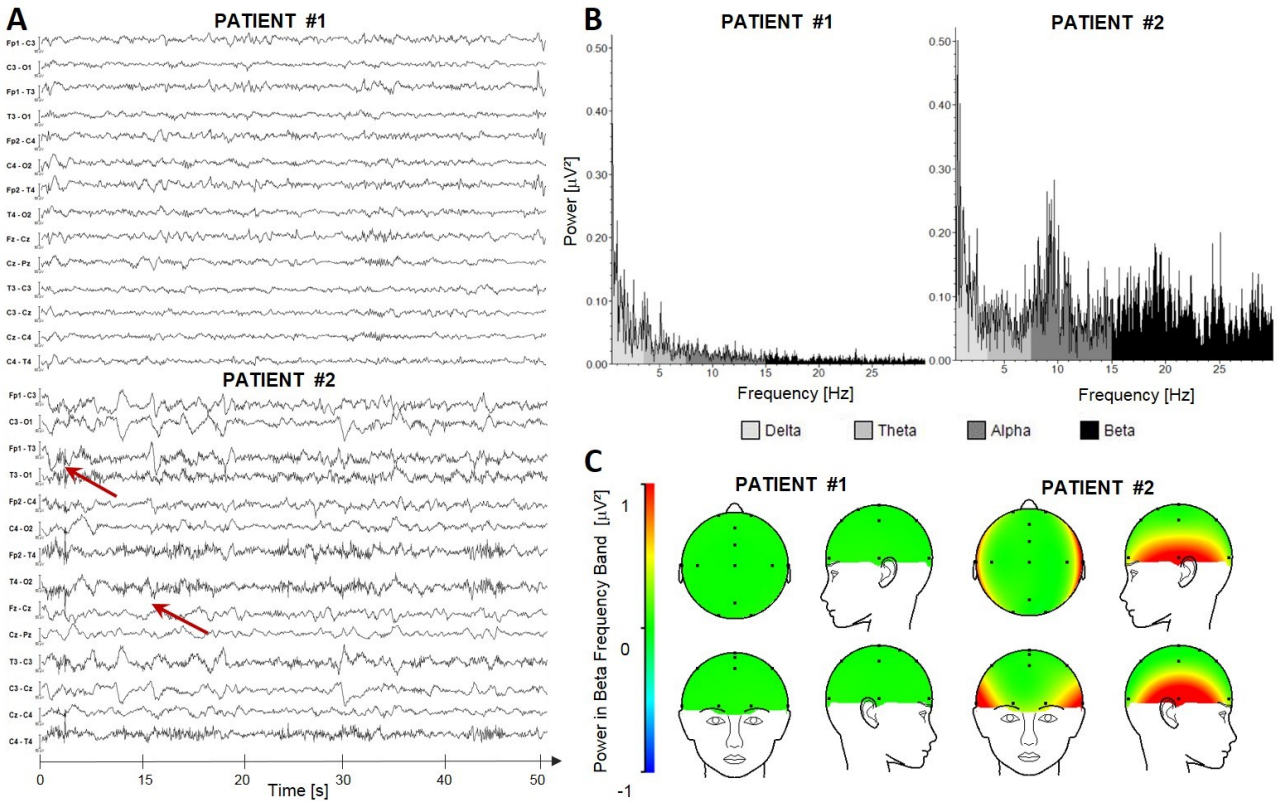 A
PATIENT #1
Fp1 - C3
C3 - O1
Fp1 - T3
T3 - O1
Fp2 - C4
C4 - O2
Fp2 - T4
T4 - O2
Fz - Cz
Cz - Pz
T3 - C3
C3 - Cz
Cz - C4
C4 - T4
PATIENT #2
Fp1 - C3
C3 - O1
Fp1 - T3
T3 - O1
Fp2 - C4
C4 - O2
Fp2 - T4
T4 - O2
Fz - Cz
Cz - Pz
T3 - C3
C3 - Cz
Cz - C4
C4 - T4
0 15 20 30 40 50
Time [s]
B
PATIENT #1 PATIENT #2
Power [µV²]
0.50
0.40
0.30
0.20
0.10
0.00
5 10 15 20 25
Frequency [Hz]
0.50
0.40
0.30
0.20
0.10
0.00
5 10 15 20 25
Frequency [Hz]
Delta Theta Alpha Beta
C
PATIENT #1 PATIENT #2
Power in Beta Frequency Band [µV²]
1
0
-1